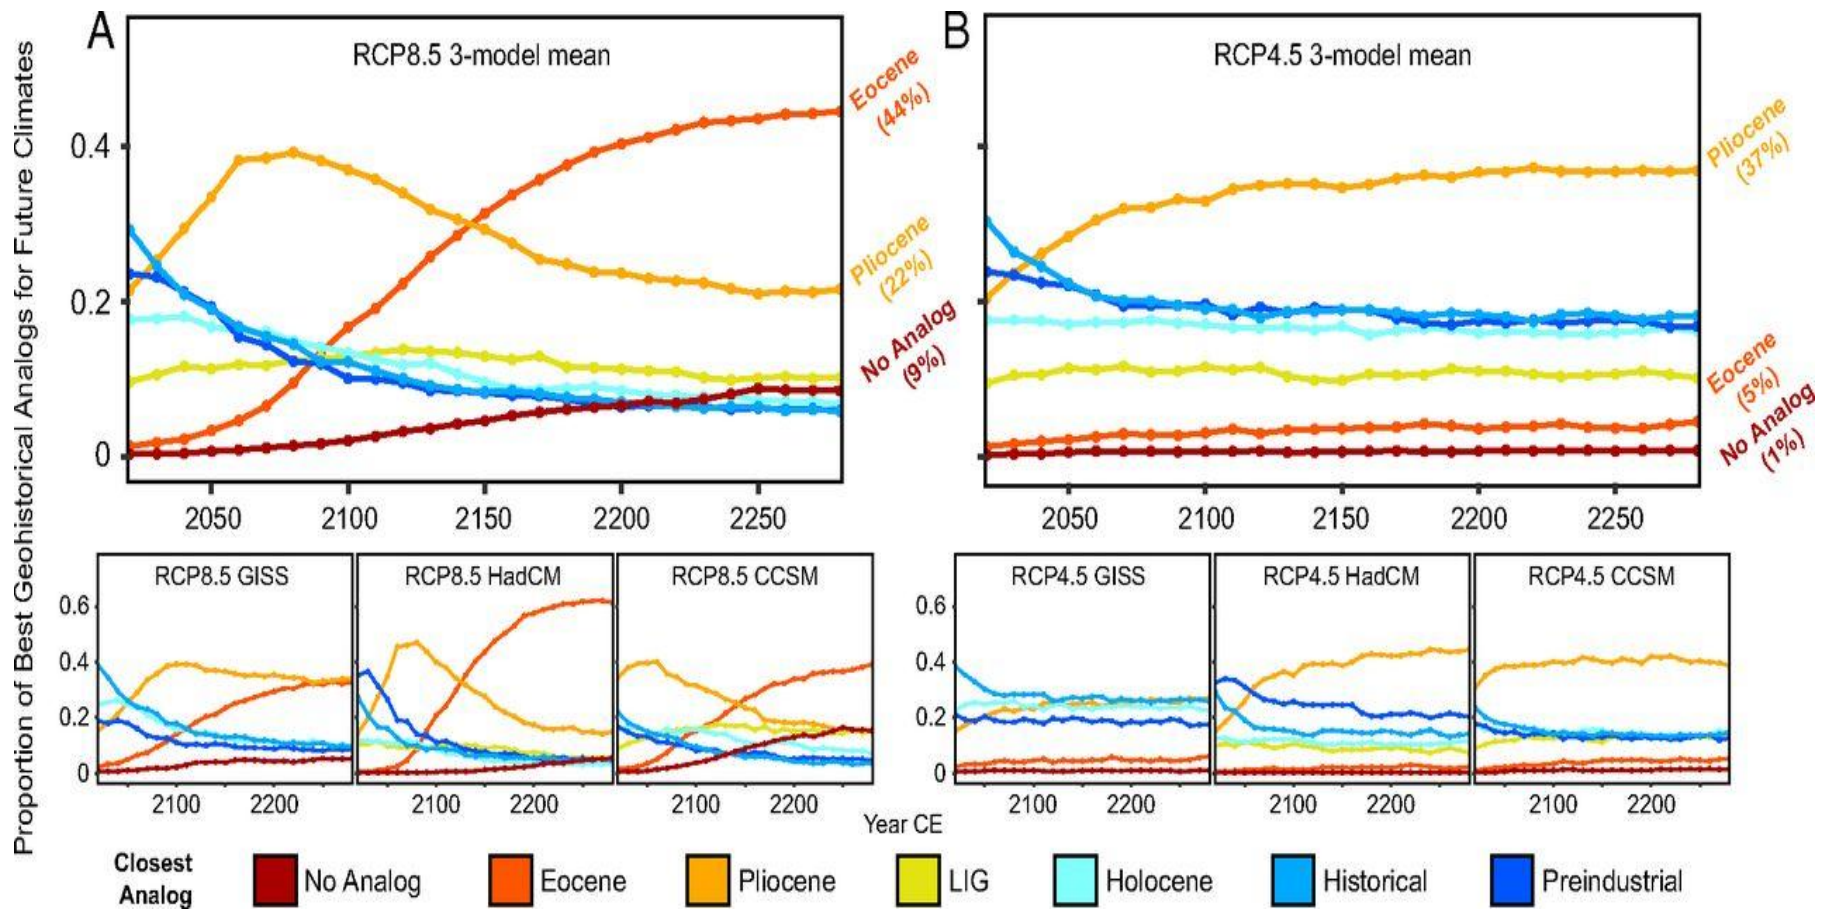 Proportion of Best Geohistorical Analogs for Future Climates
A
RCP8.5 3-model mean
0.4
0.2
0
2050 2100 2150 2200 2250
Eocene
(44%)
Pliocene
(22%)
No Analog
(9%)
B
RCP4.5 3-model mean
2050 2100 2150 2200 2250
Pliocene
(37%)
Eocene
(5%)
No Analog
(1%)
RCP8.5 GISS
RCP8.5 HadCM
RCP8.5 CCSM
0.6
0.4
0.2
0
2100 2200
2100 2200
2100 2200
RCP4.5 GISS
RCP4.5 HadCM
RCP4.5 CCSM
0.6
0.4
0.2
0
2100 2200
2100 2200
2100 2200
Year CE
Closest
Analog
No Analog
Eocene
Pliocene
LIG
Holocene
Historical
Preindustrial